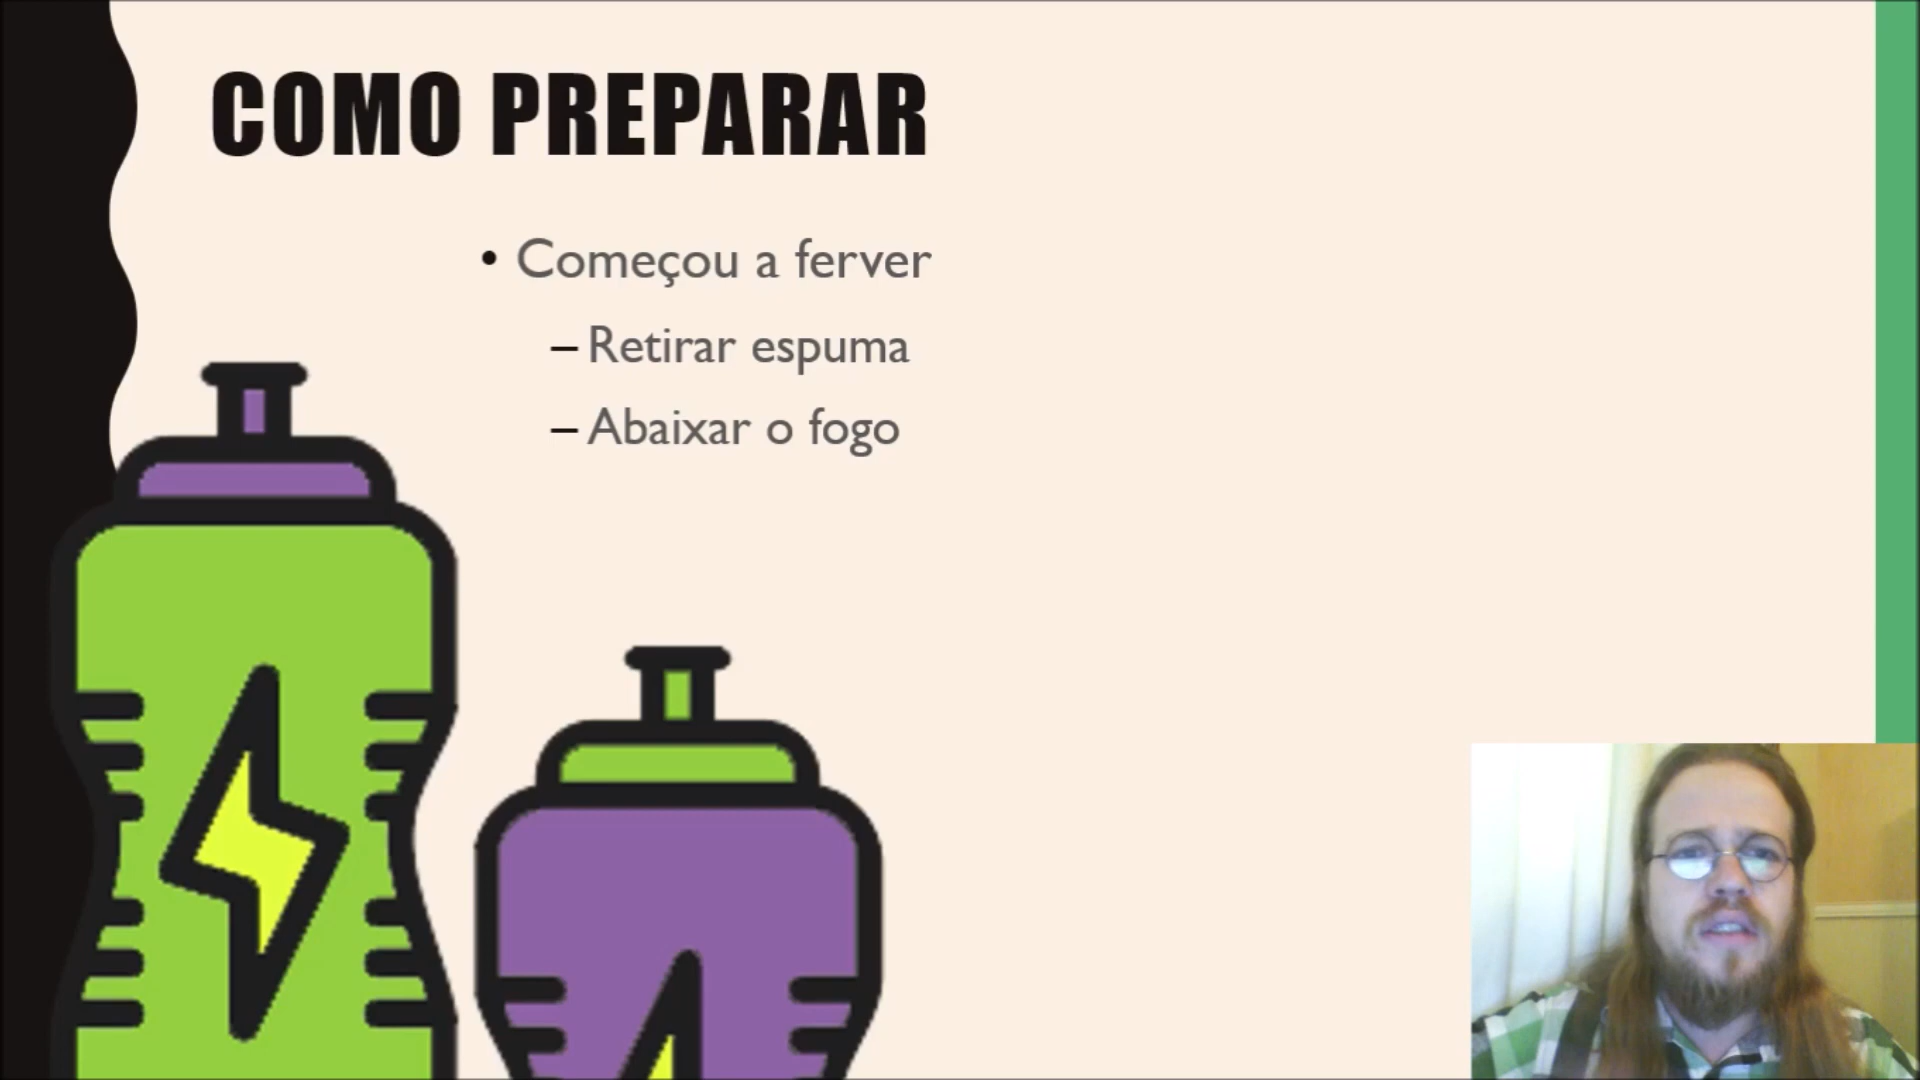 COMO PREPARAR
• Começou a ferver
– Retirar espuma
– Abaixar o fogo